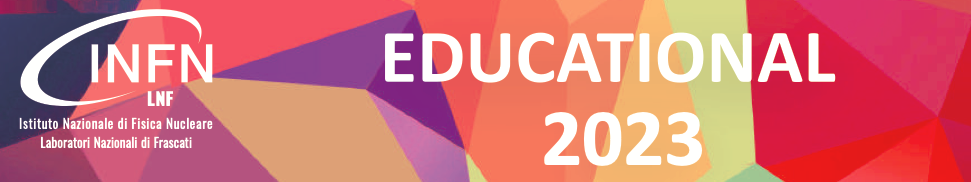 INFN
LNF
Istituto Nazionale di Fisica Nucleare
Laboratori Nazionali di Frascati
EDUCATIONAL
2023